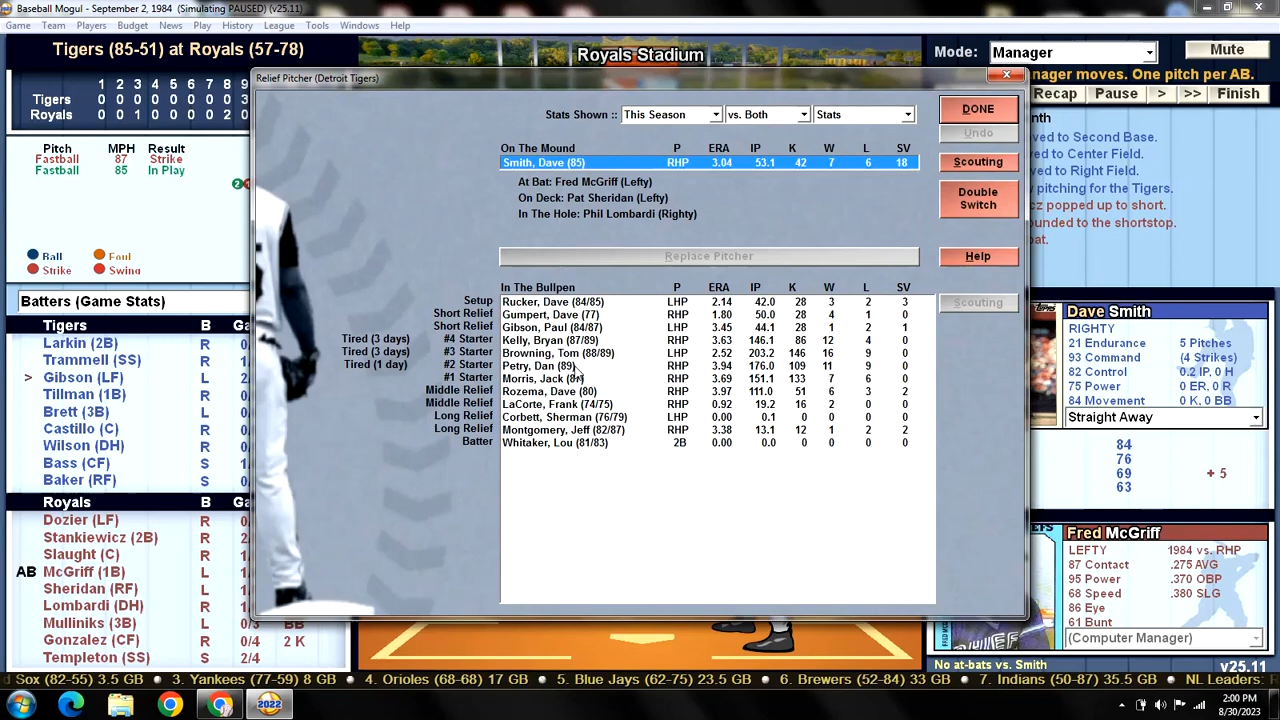 Baseball Mogul - September 2, 1984  (Simulating PAUSED) (v25.11)
Game Team Players Budget News Play History League Tools Windows Help
Tigers (85-51) at Royals (57-78)
Royals Stadium
Mode: Manager Mute
Recap Pause > >> Finish
1 2 3 4 5 6 7 8 9
Tigers 0 0 0 0 0 0 0 0 3
Royals 0 0 1 0 0 0 0 2
Pitch MPH Result
Fastball 87 Strike
Fastball 85 In Play
Ball Foul
Strike Swing
Relief Pitcher (Detroit Tigers)
Stats Shown :: This Season vs. Both Stats
DONE
Undo
Scouting
Double Switch
Help
Scouting
On The Mound P ERA IP K W L SV
Smith, Dave (85) RHP 3.04 53.1 42 7 6 18
At Bat: Fred McGriff (Lefty)
On Deck: Pat Sheridan (Lefty)
In The Hole: Phil Lombardi (Righty)
Replace Pitcher
In The Bullpen P ERA IP K W L SV
Setup Rucker, Dave (84/85) LHP 2.14 42.0 28 3 2 3
Short Relief Gumpert, Dave (77) RHP 1.80 50.0 28 4 1 0
Short Relief Gibson, Paul (84/87) LHP 3.45 44.1 28 1 2 1
Tired (3 days) #4 Starter Kelly, Bryan (87/89) RHP 3.63 146.1 86 12 4 0
Tired (3 days) #3 Starter Browning, Tom (88/89) LHP 2.52 203.2 146 16 9 0
Tired (1 day) #2 Starter Petry, Dan (89) RHP 3.94 176.0 109 11 9 0
#1 Starter Morris, Jack RHP 3.69 151.1 133 7 6 0
Middle Relief Rozema, Dave (80) RHP 3.97 111.0 51 6 3 2
Middle Relief LaCorte, Frank (74/75) RHP 0.92 19.2 16 2 0 0
Long Relief Corbett, Sherman (76/79) LHP 0.00 0.1 0 0 0 0
Long Relief Montgomery, Jeff (82/87) RHP 3.38 13.1 12 1 2 2
Batter Whitaker, Lou (81/83) 2B 0.00 0.0 0 0 0 0
Batters (Game Stats)
Tigers B
Larkin (2B) R
Trammell (SS) R
> Gibson (LF) L
Tillman (1B) R
Brett (3B) L
Castillo (C) R
Wilson (DH) R
Bass (CF) S
Baker (RF) S
Royals B
Dozier (LF) R
Stankiewicz (2B) R
Slaught (C) R
AB McGriff (1B) L
Sheridan (RF) L
Lombardi (DH) R
Mulliniks (3B) L 0/3 BB
Gonzalez (CF) R 0/4 2 K
Templeton (SS) S 2/4
nager moves. One pitch per AB.
nth
ved to Second Base.
ved to Center Field.
ved to Right Field.
pitching for the Tigers.
cz popped up to short.
ounded to the shortstop.
bat.
Dave Smith
RIGHTY
21 Endurance 5 Pitches
93 Command (4 Strikes)
82 Control 0.2 IP, 0 H
75 Power 0 ER, 0 R
84 Movement 0 K, 0 BB
Straight Away
84
76
69
63
+ 5
Fred McGriff
LEFTY 1984 vs. RHP
87 Contact .275 AVG
95 Power .370 OBP
68 Speed .380 SLG
86 Eye
61 Bunt
(Computer Manager)
No at-bats vs. Smith v25.11
d Sox (82-55) 3.5 GB 3. Yankees (77-59) 8 GB 4. Orioles (68-68) 17 GB 5. Blue Jays (62-75) 23.5 GB 6. Brewers (52-84) 33 GB 7. Indians (50-87) 35.5 GB NL Leaders:
2022
2:00 PM
8/30/2023